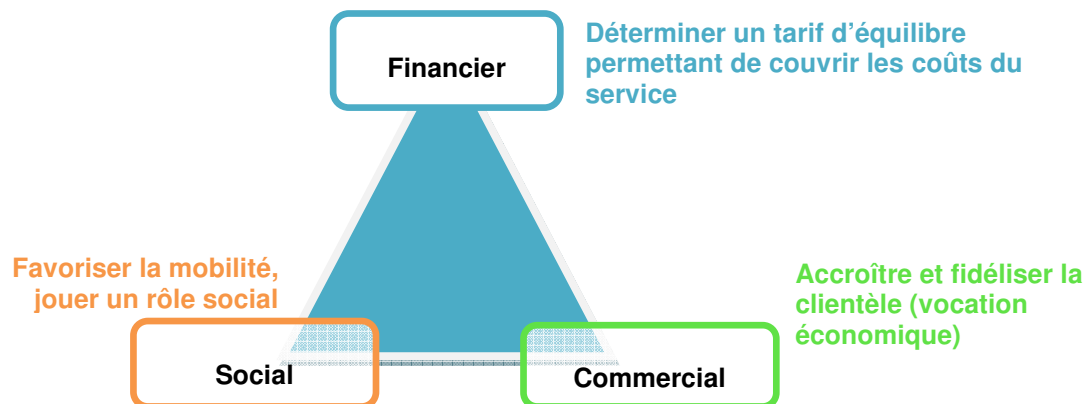 Financier
Déterminer un tarif d’équilibre
permettant de couvrir les coûts du
service
Favoriser la mobilité,
jouer un rôle social
Accroître et fidéliser la
clientèle (vocation
économique)
Social
Commercial